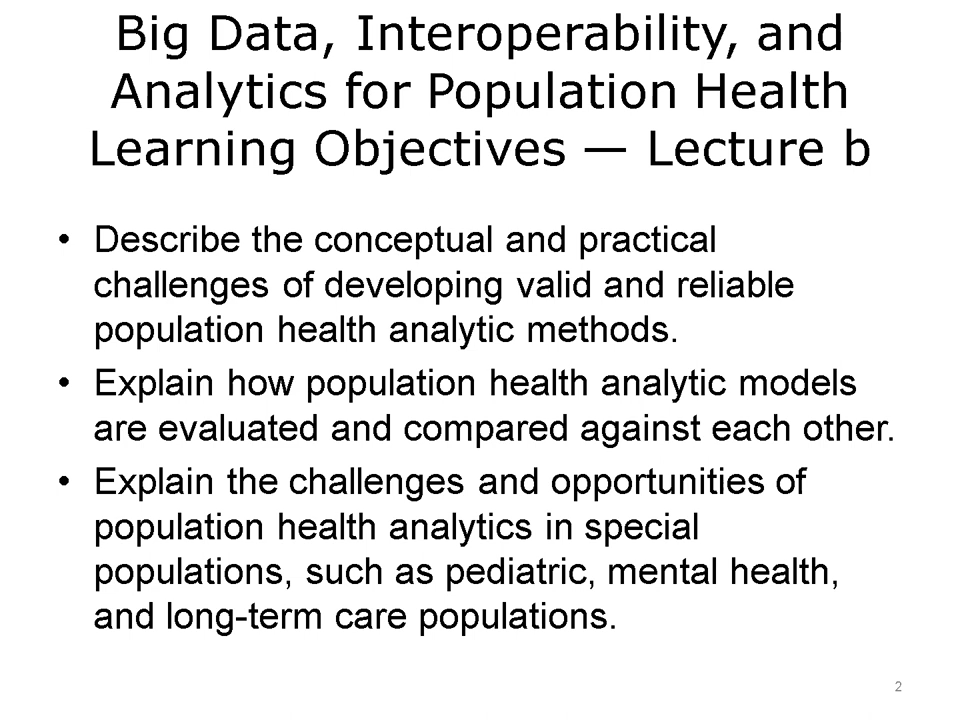 Big Data, Interoperability, and
Analytics for Population Health
Learning Objectives — Lecture b
• Describe the conceptual and practical
challenges of developing valid and reliable
population health analytic methods.
• Explain how population health analytic models
are evaluated and compared against each other.
• Explain the challenges and opportunities of
population health analytics in special
populations, such as pediatric, mental health,
and long-term care populations.
2